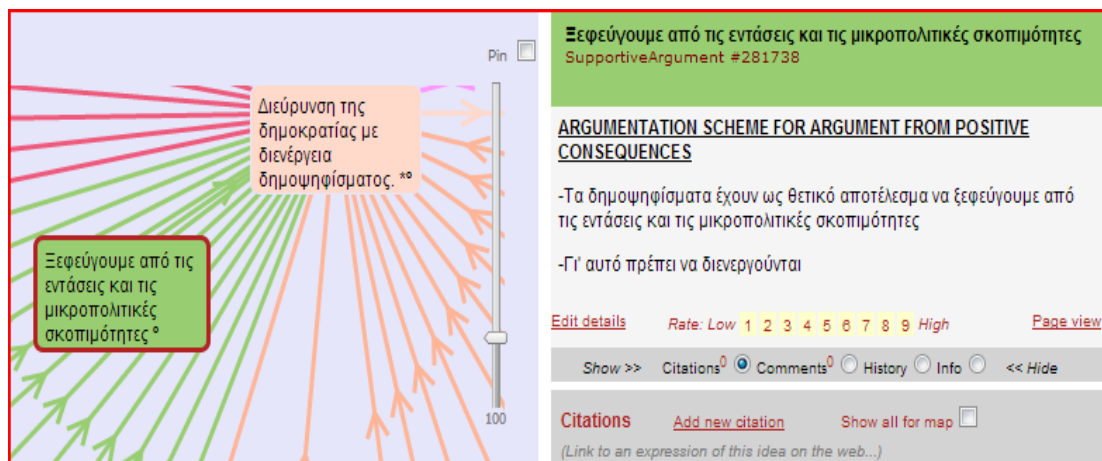 Pin
Διεύρυνση της
δημοκρατίας με
διενέργεια
δημοψηφίσματος. *º
Ξεφεύγουμε από τις
εντάσεις και τις
μικροπολιτικές
σκοπιμότητες º
100
Ξεφεύγουμε από τις εντάσεις και τις μικροπολιτικές σκοπιμότητες
SupportiveArgument #281738
ARGUMENTATION SCHEME FOR ARGUMENT FROM POSITIVE
CONSEQUENCES
-Τα δημοψηφίσματα έχουν ως θετικό αποτέλεσμα να ξεφεύγουμε από
τις εντάσεις και τις μικροπολιτικές σκοπιμότητες
-Γι' αυτό πρέπει να διενεργούνται
Edit details Rate: Low 1 2 3 4 5 6 7 8 9 High Page view
Show >> Citations0 Comments0 History Info << Hide
Citations Add new citation Show all for map
(Link to an expression of this idea on the web...)